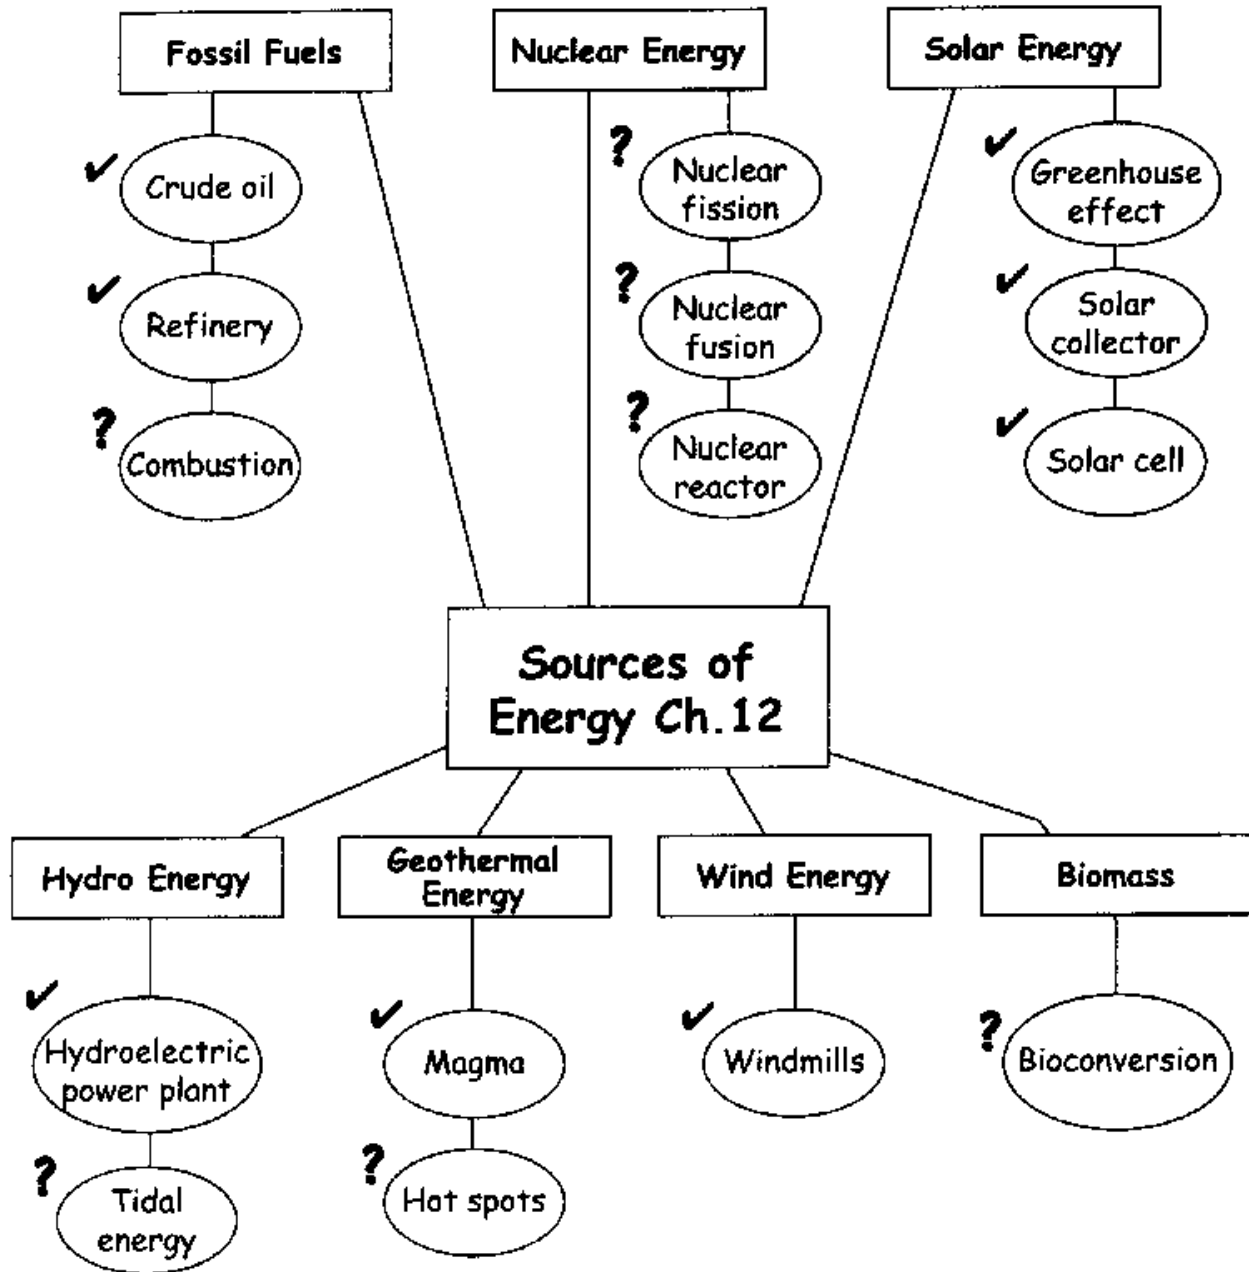 Fossil Fuels
Crude oil
Refinery
?
Combustion
Nuclear Energy
?
Nuclear
fission
?
Nuclear
fusion
?
Nuclear
reactor
Solar Energy
Greenhouse
effect
Solar
collector
Solar cell
Sources of
Energy Ch.12
Hydro Energy
Hydroelectric
power plant
?
Tidal
energy
Geothermal
Energy
Magma
?
Hot spots
Wind Energy
Windmills
Biomass
?
Bioconversion